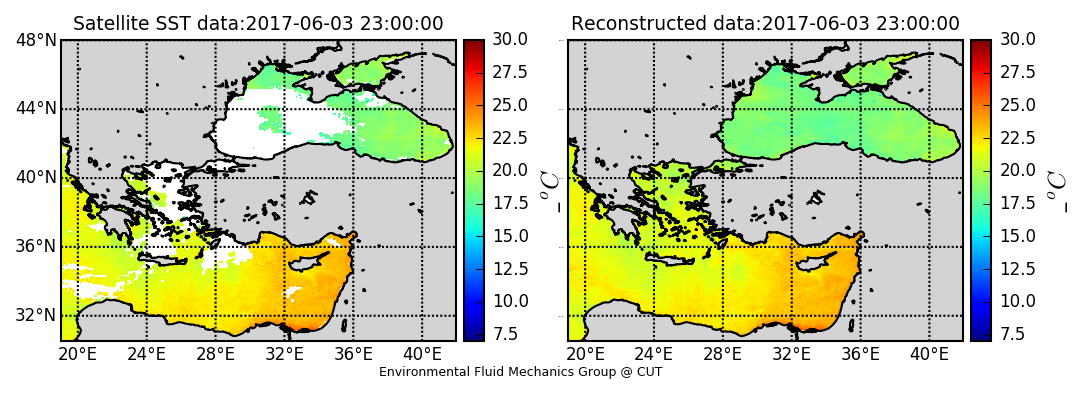 Satellite SST data:2017-06-03 23:00:00
48°N
44°N
40°N
36°N
32°N
20°E 24°E 28°E 32°E 36°E 40°E
30.0
27.5
25.0
22.5
20.0
17.5
15.0
12.5
10.0
7.5
_ °C
Reconstructed data:2017-06-03 23:00:00
20°E 24°E 28°E 32°E 36°E 40°E
30.0
27.5
25.0
22.5
20.0
17.5
15.0
12.5
10.0
7.5
_ °C
Environmental Fluid Mechanics Group @ CUT